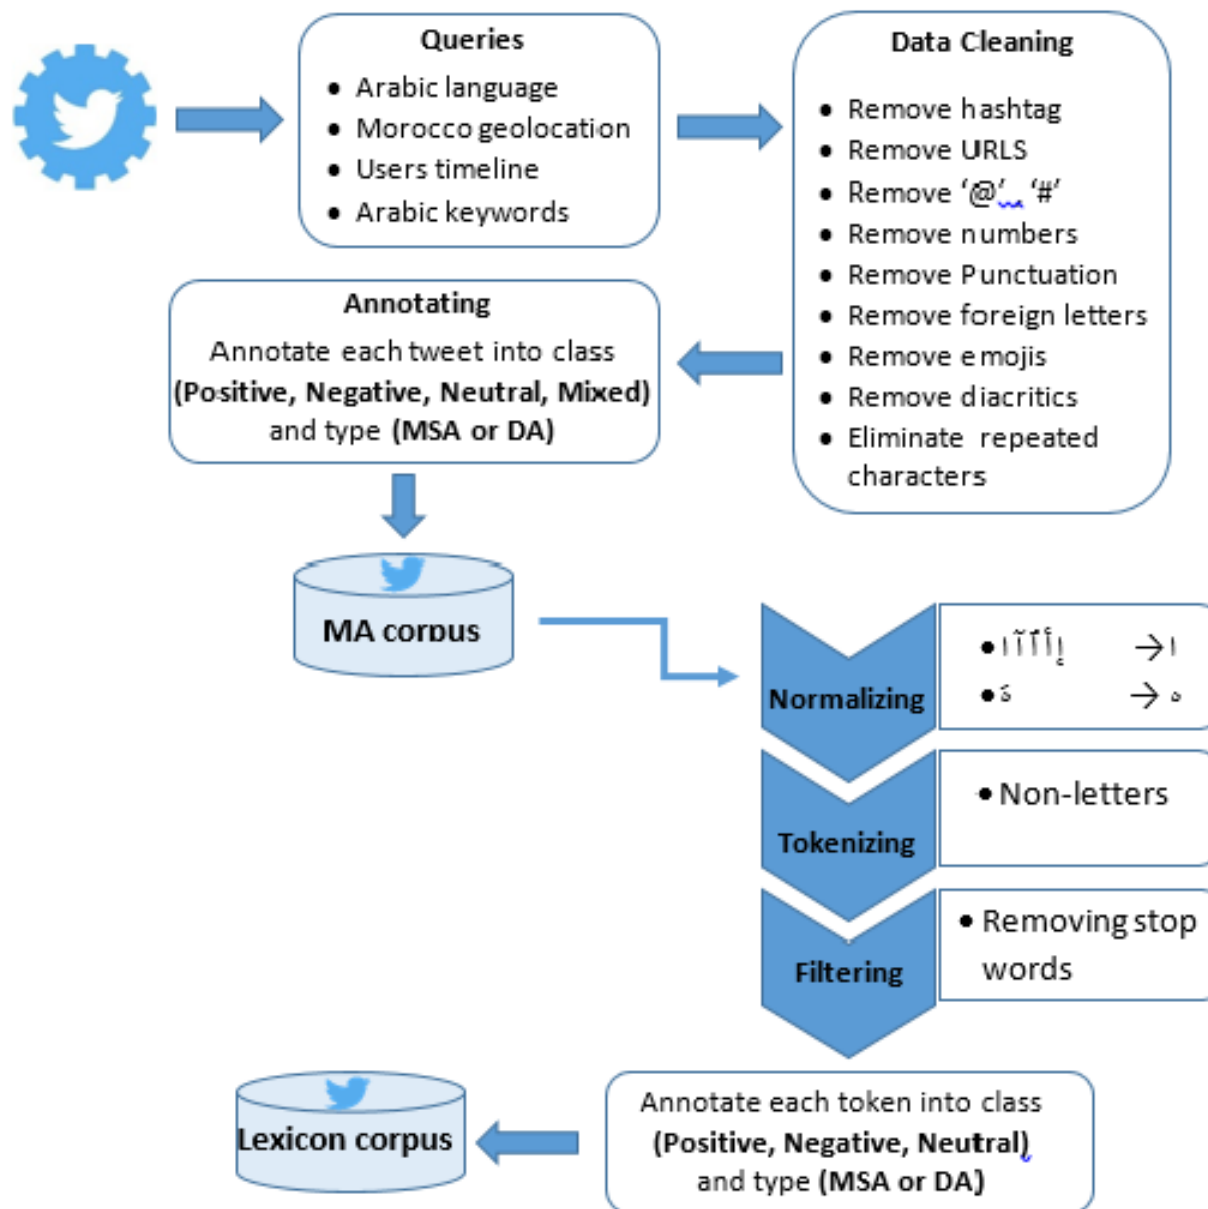 Queries
• Arabic language
• Morocco geolocation
• Users timeline
• Arabic keywords
Data Cleaning
• Remove hashtag
• Remove URLS
• Remove ‘@’, ‘#’
• Remove numbers
• Remove Punctuation
• Remove foreign letters
• Remove emojis
• Remove diacritics
• Eliminate repeated
characters
Annotating
Annotate each tweet into class
(Positive, Negative, Neutral, Mixed)
and type (MSA or DA)
MA corpus
Normalizing
• إأٱآا → ا
• ة → ه
Tokenizing
• Non-letters
Filtering
• Removing stop
words
Annotate each token into class
(Positive, Negative, Neutral)
and type (MSA or DA)
Lexicon corpus